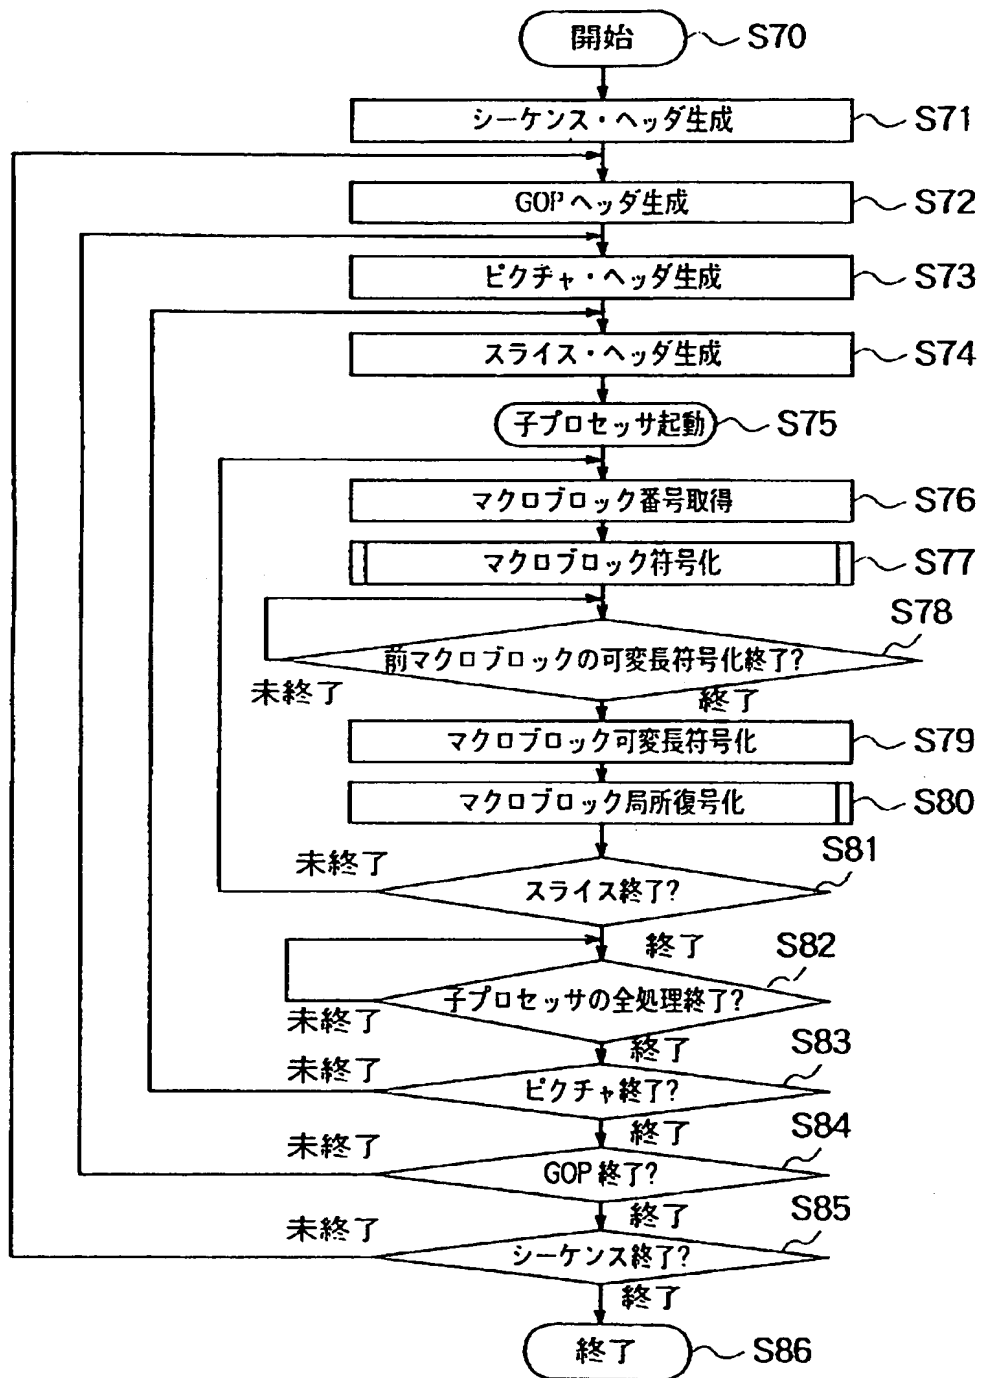 開始 S70
シーケンス・ヘッダ生成 S71
GOP ヘッダ生成 S72
ピクチャ・ヘッダ生成 S73
スライス・ヘッダ生成 S74
子プロセッサ起動 S75
マクロブロック番号取得 S76
マクロブロック符号化 S77
S78
前マクロブロックの可変長符号化終了?
未終了 終了
マクロブロック可変長符号化 S79
マクロブロック局所復号化 S80
未終了 S81
スライス終了?
終了 S82
子プロセッサの全処理終了?
未終了 終了 S83
未終了
ピクチャ終了?
終了 S84
未終了
GOP 終了?
終了 S85
未終了
シーケンス終了?
終了
終了 S86